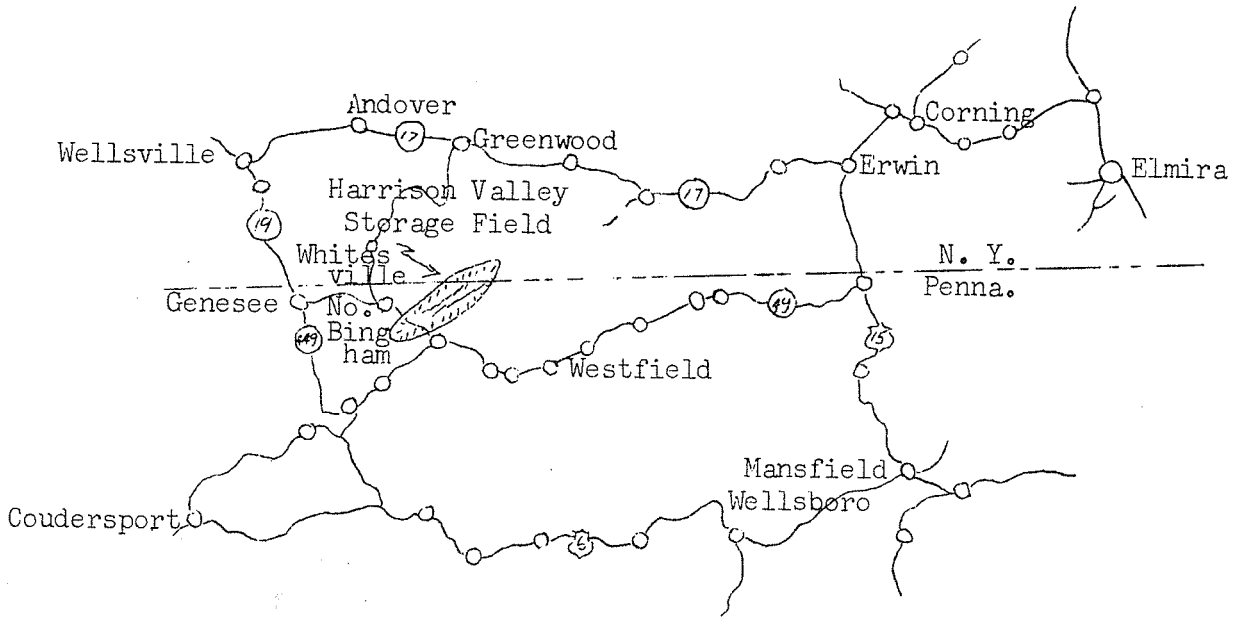 Andover
17
Greenwood
Corning
Wellsville
Erwin
Elmira
Harrison Valley
Storage Field
17
19
Whites
ville
N. Y.
Genesee
Penna.
No.
Bing
ham
49
449
15
Westfield
Mansfield
Wellsboro
Coudersport
6